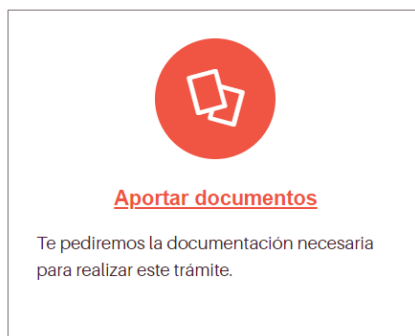 Aportar documentos
Te pediremos la documentación necesaria
para realizar este trámite.